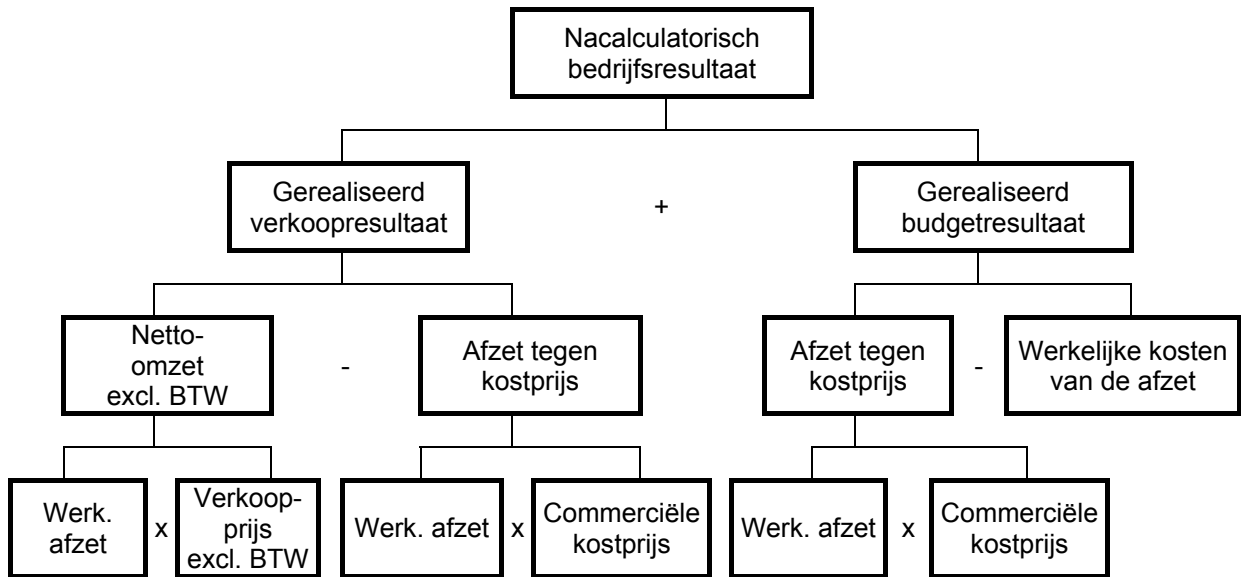 Nacalculatorisch
bedrijfsresultaat
Gerealiseerd
verkoopresultaat
+
Gerealiseerd
budgetresultaat
Netto-
omzet
excl. BTW
-
Afzet tegen
kostprijs
Afzet tegen
kostprijs
-
Werkelijke kosten
van de afzet
Werk.
afzet
x
Verkoop-
prijs
excl. BTW
Werk. afzet
x
Commerciële
kostprijs
Werk. afzet
x
Commerciële
kostprijs